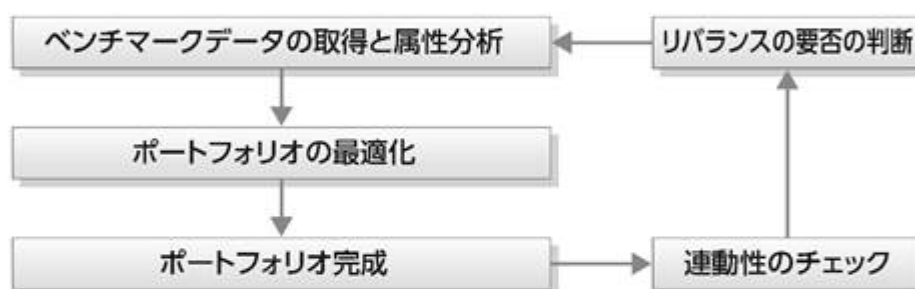 ベンチマークデータの取得と属性分析
リバランスの要否の判断
ポートフォリオの最適化
ポートフォリオ完成
連動性のチェック